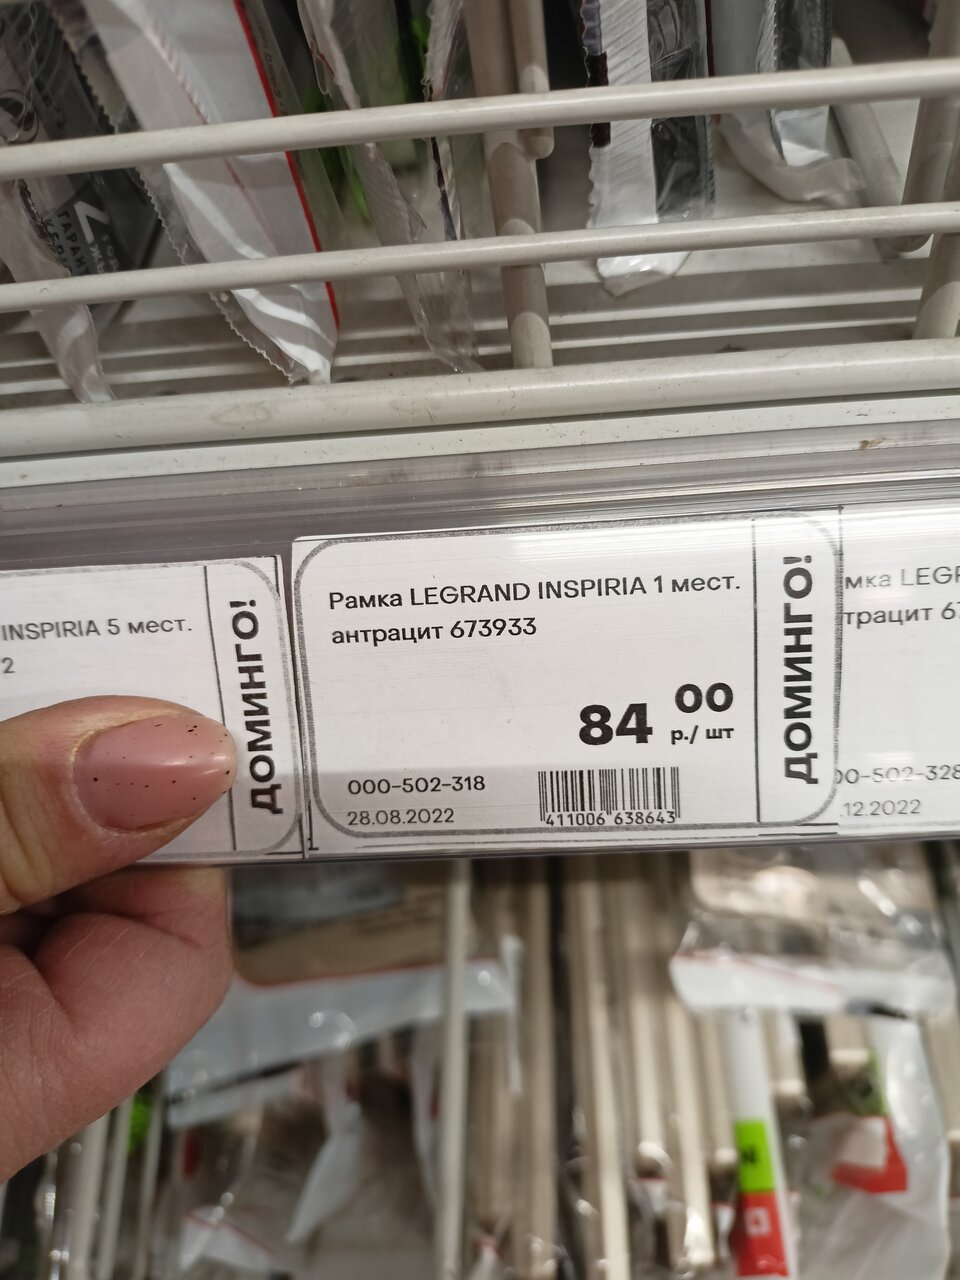 INSPIRIA 5 мест.
2
ДОМИНГО!
Рамка LEGRAND INSPIRIA 1 мест.
антрацит 673933
84 00
р./ шт
000-502-318
28.08.2022
411006 638643
ДОМИНГО!
мка LEGR
трацит 67
00-502-328
.12.2022